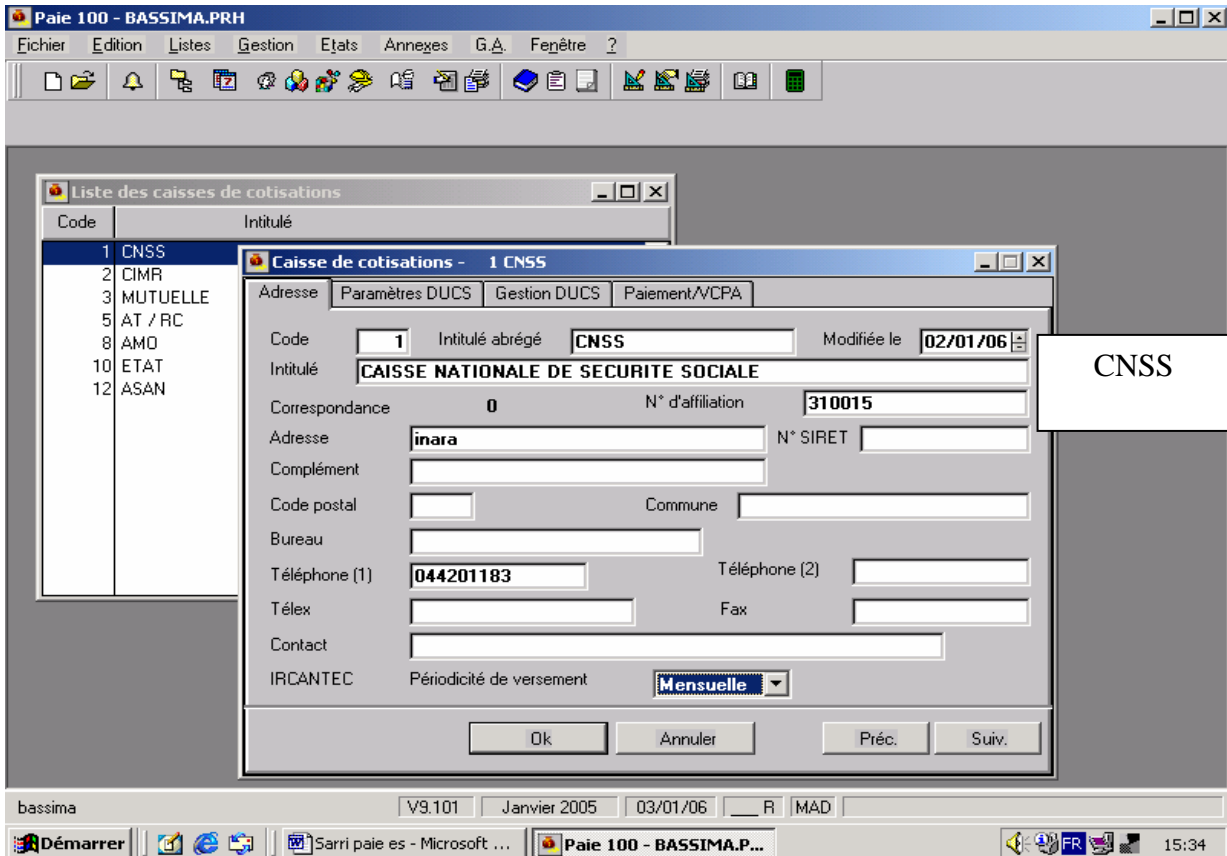 Paie 100 - BASSIMA.PRH
Fichier Edition Listes Gestion Etats Annexes G.A. Fenêtre ?
Liste des caisses de cotisations
Code Intitulé
1 CNSS
2 CIMR
3 MUTUELLE
5 AT / RC
8 AMO
10 ETAT
12 ASAN
Caisse de cotisations - 1 CNSS
Adresse Paramètres DUCS Gestion DUCS Paiement/VCPA
Code 1 Intitulé abrégé CNSS Modifiée le 02/01/06
Intitulé CAISSE NATIONALE DE SECURITE SOCIALE
Correspondance 0 N° d'affiliation 310015
Adresse inara N° SIRET
Complément
Code postal Commune
Bureau
Téléphone (1) 044201183 Téléphone (2)
Télex Fax
Contact
IRCANTEC Périodicité de versement Mensuelle
Ok Annuler Préc. Suiv.
CNSS
bassima V9.101 Janvier 2005 03/01/06 ___ R MAD
Démarrer Sarri paie es - Microsoft ... Paie 100 - BASSIMA.P... FR 15:34